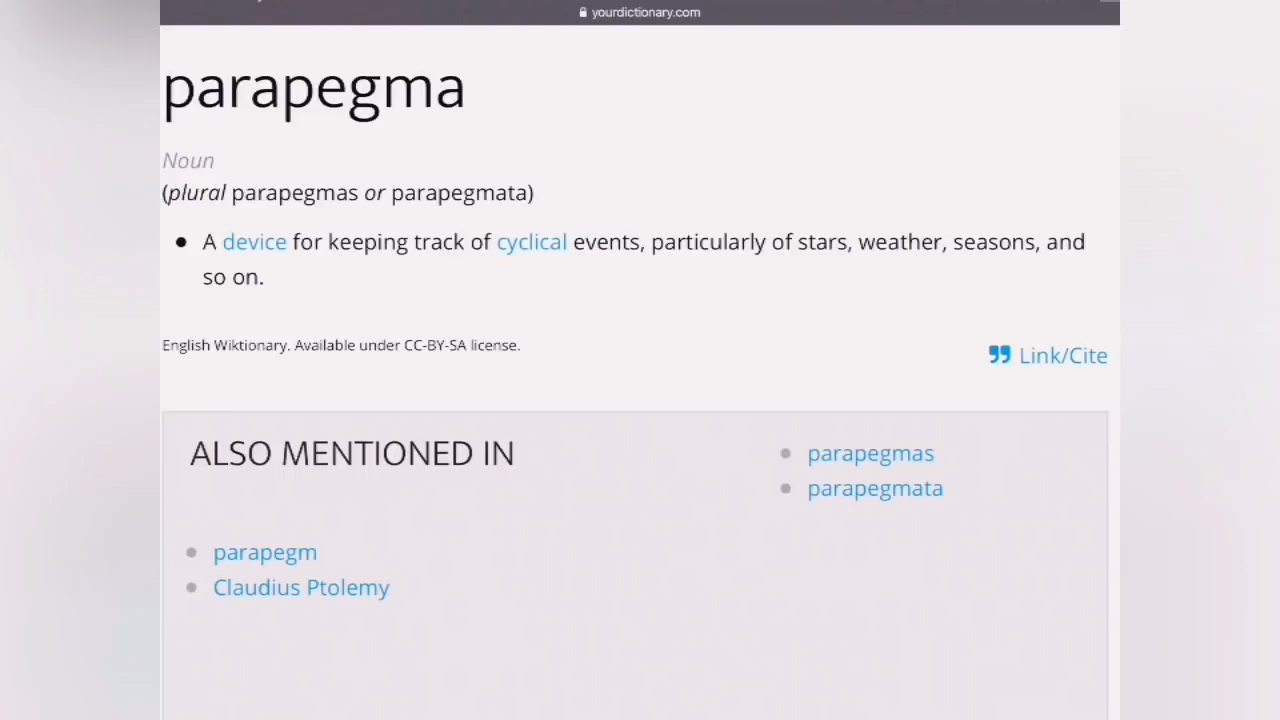 yourdictionary.com
parapegma
Noun
(plural parapegmas or parapegmata)
• A device for keeping track of cyclical events, particularly of stars, weather, seasons, and
so on.
English Wiktionary. Available under CC-BY-SA license.
Link/Cite
ALSO MENTIONED IN
• parapegm
• Claudius Ptolemy
• parapegmas
• parapegmata